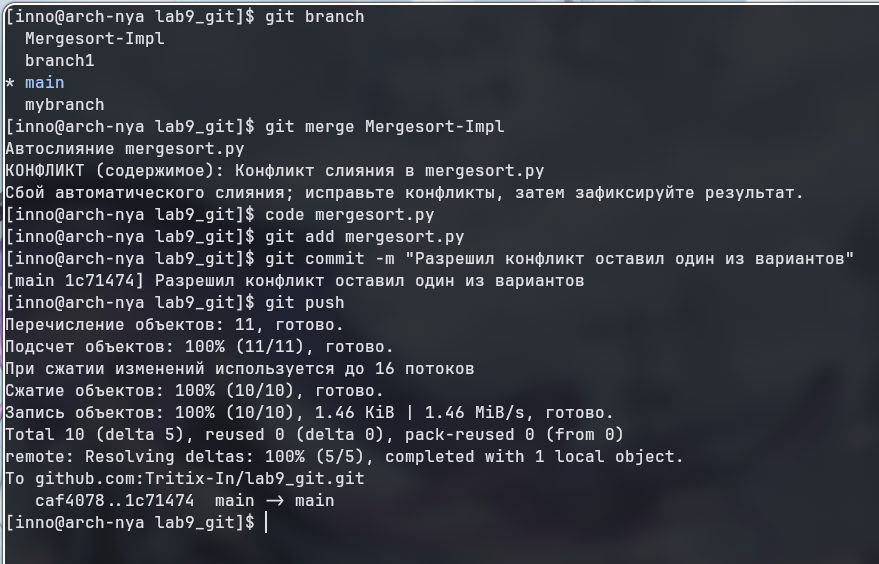 [inno@arch-nya lab9_git]$ git branch
  Mergesort-Impl
  branch1
* main
  mybranch
[inno@arch-nya lab9_git]$ git merge Mergesort-Impl
Автослияние mergesort.py
КОНФЛИКТ (содержимое): Конфликт слияния в mergesort.py
Сбой автоматического слияния; исправьте конфликты, затем зафиксируйте результат.
[inno@arch-nya lab9_git]$ code mergesort.py
[inno@arch-nya lab9_git]$ git add mergesort.py
[inno@arch-nya lab9_git]$ git commit -m "Разрешил конфликт оставил один из вариантов"
[main 1c71474] Разрешил конфликт оставил один из вариантов
[inno@arch-nya lab9_git]$ git push
Перечисление объектов: 11, готово.
Подсчет объектов: 100% (11/11), готово.
При сжатии изменений используется до 16 потоков
Сжатие объектов: 100% (10/10), готово.
Запись объектов: 100% (10/10), 1.46 KiB | 1.46 MiB/s, готово.
Total 10 (delta 5), reused 0 (delta 0), pack-reused 0 (from 0)
remote: Resolving deltas: 100% (5/5), completed with 1 local object.
To github.com:Tritix-In/lab9_git.git
   caf4078..1c71474  main -> main
[inno@arch-nya lab9_git]$